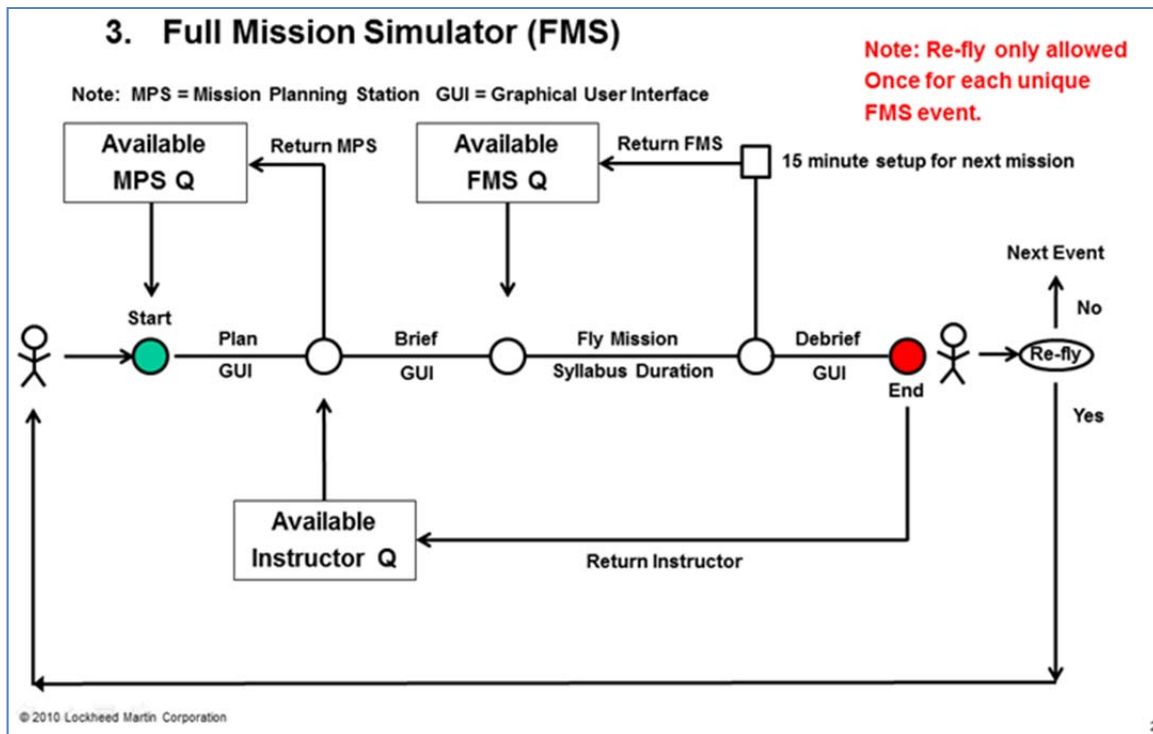 3. Full Mission Simulator (FMS)
Note: Re-fly only allowed
Once for each unique
FMS event.
Note: MPS = Mission Planning Station GUI = Graphical User Interface
Available
MPS Q
Return MPS
Available
FMS Q
Return FMS
15 minute setup for next mission
Next Event
No
Start
Plan
GUI
Brief
GUI
Fly Mission
Syllabus Duration
Debrief
GUI
End
Re-fly
Yes
Available
Instructor Q
Return Instructor
© 2010 Lockheed Martin Corporation